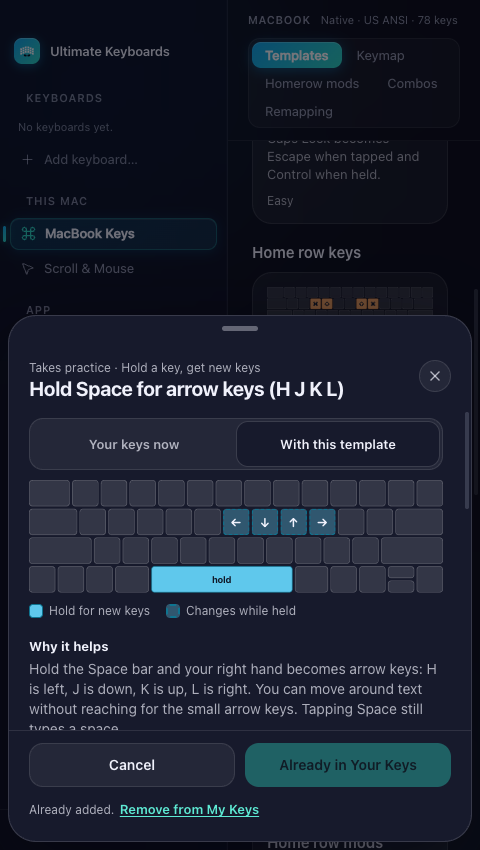 MACBOOK Native · US ANSI · 78 keys
Ultimate Keyboards
Templates Keymap
Homerow mods Combos
Remapping
KEYBOARDS
No keyboards yet.
Add keyboard...
THIS MAC
MacBook Keys
Scroll & Mouse
APP
Escape when tapped and
Control when held.
Easy
Home row keys
Takes practice · Hold a key, get new keys
Hold Space for arrow keys (H J K L)
Your keys now With this template
← ↓ ↑ →
hold
Hold for new keys Changes while held
Why it helps
Hold the Space bar and your right hand becomes arrow keys: H
is left, J is down, K is up, L is right. You can move around text
without reaching for the small arrow keys. Tapping Space still
types a space
Cancel Already in Your Keys
Already added. Remove from My Keys
Home row mods